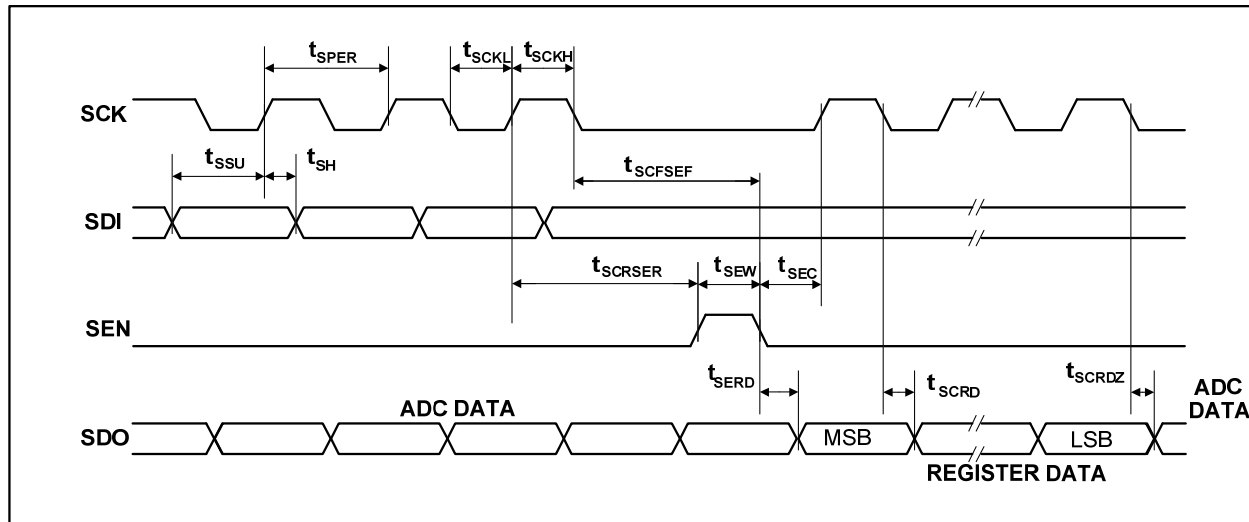 tSPER
tSCKL
tSCKH
SCK
tSSU
tSH
tSCFSEF
SDI
tSCRSER
tSEW
tSEC
SEN
tSERD
tSCRD
tSCRDZ
ADC
DATA
ADC DATA
SDO
MSB
LSB
REGISTER DATA